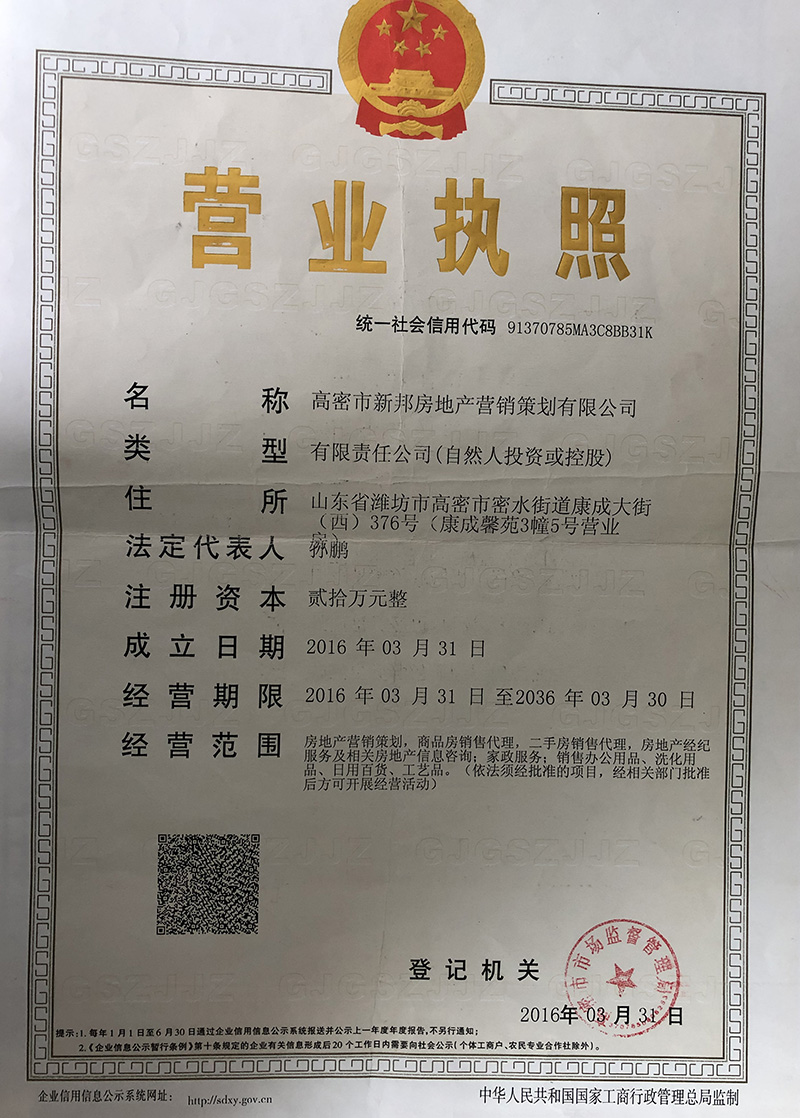 营业执照
统一社会信用代码 91370785MA3C8BB31K
名称 高密市新邦房地产营销策划有限公司
类型 有限责任公司(自然人投资或控股)
住所 山东省潍坊市高密市密水街道康成大街
（西）376号（康成馨苑3幢5号营业
法定代表人 孙鹏
注册资本 贰拾万元整
成立日期 2016 年 03 月 31 日
经营期限 2016 年 03 月 31 日 至2036 年 03 月 30 日
经营范围 房地产营销策划，商品房销售代理，二手房销售代理，房地产经纪
服务及相关房地产信息咨询；家政服务；销售办公用品、洗化用
品、日用百货、工艺品。（依法须经批准的项目，经相关部门批准
后方可开展经营活动）
登记机关
市市场监督管理局
2016年 03 月 31 日
提示：1. 每年1月1日至6月30日通过企业信用信息公示系统报送并公示上一年度年度报告，不另行通知；
2.《企业信息公示暂行条例》第十条规定的企业有关信息形成后20个工作日内需要向社会公示（个体工商户、农民专业合作社除外）。
企业信用信息公示系统网址： http://sdxy.gov.cn
中华人民共和国国家工商行政管理总局监制